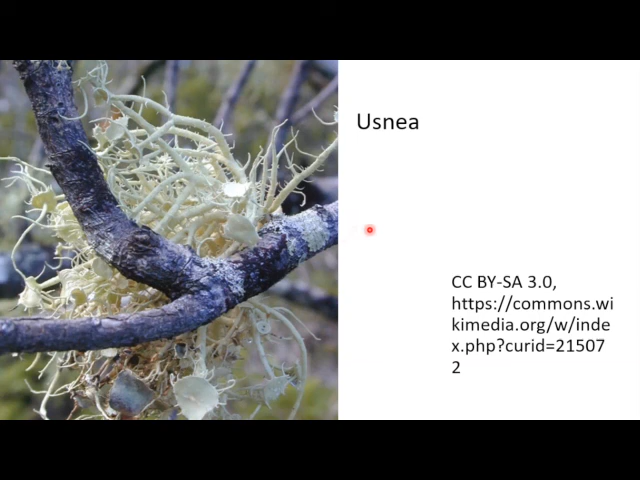 Usnea
CC BY-SA 3.0,
https://commons.wi
kimedia.org/w/inde
x.php?curid=21507
2